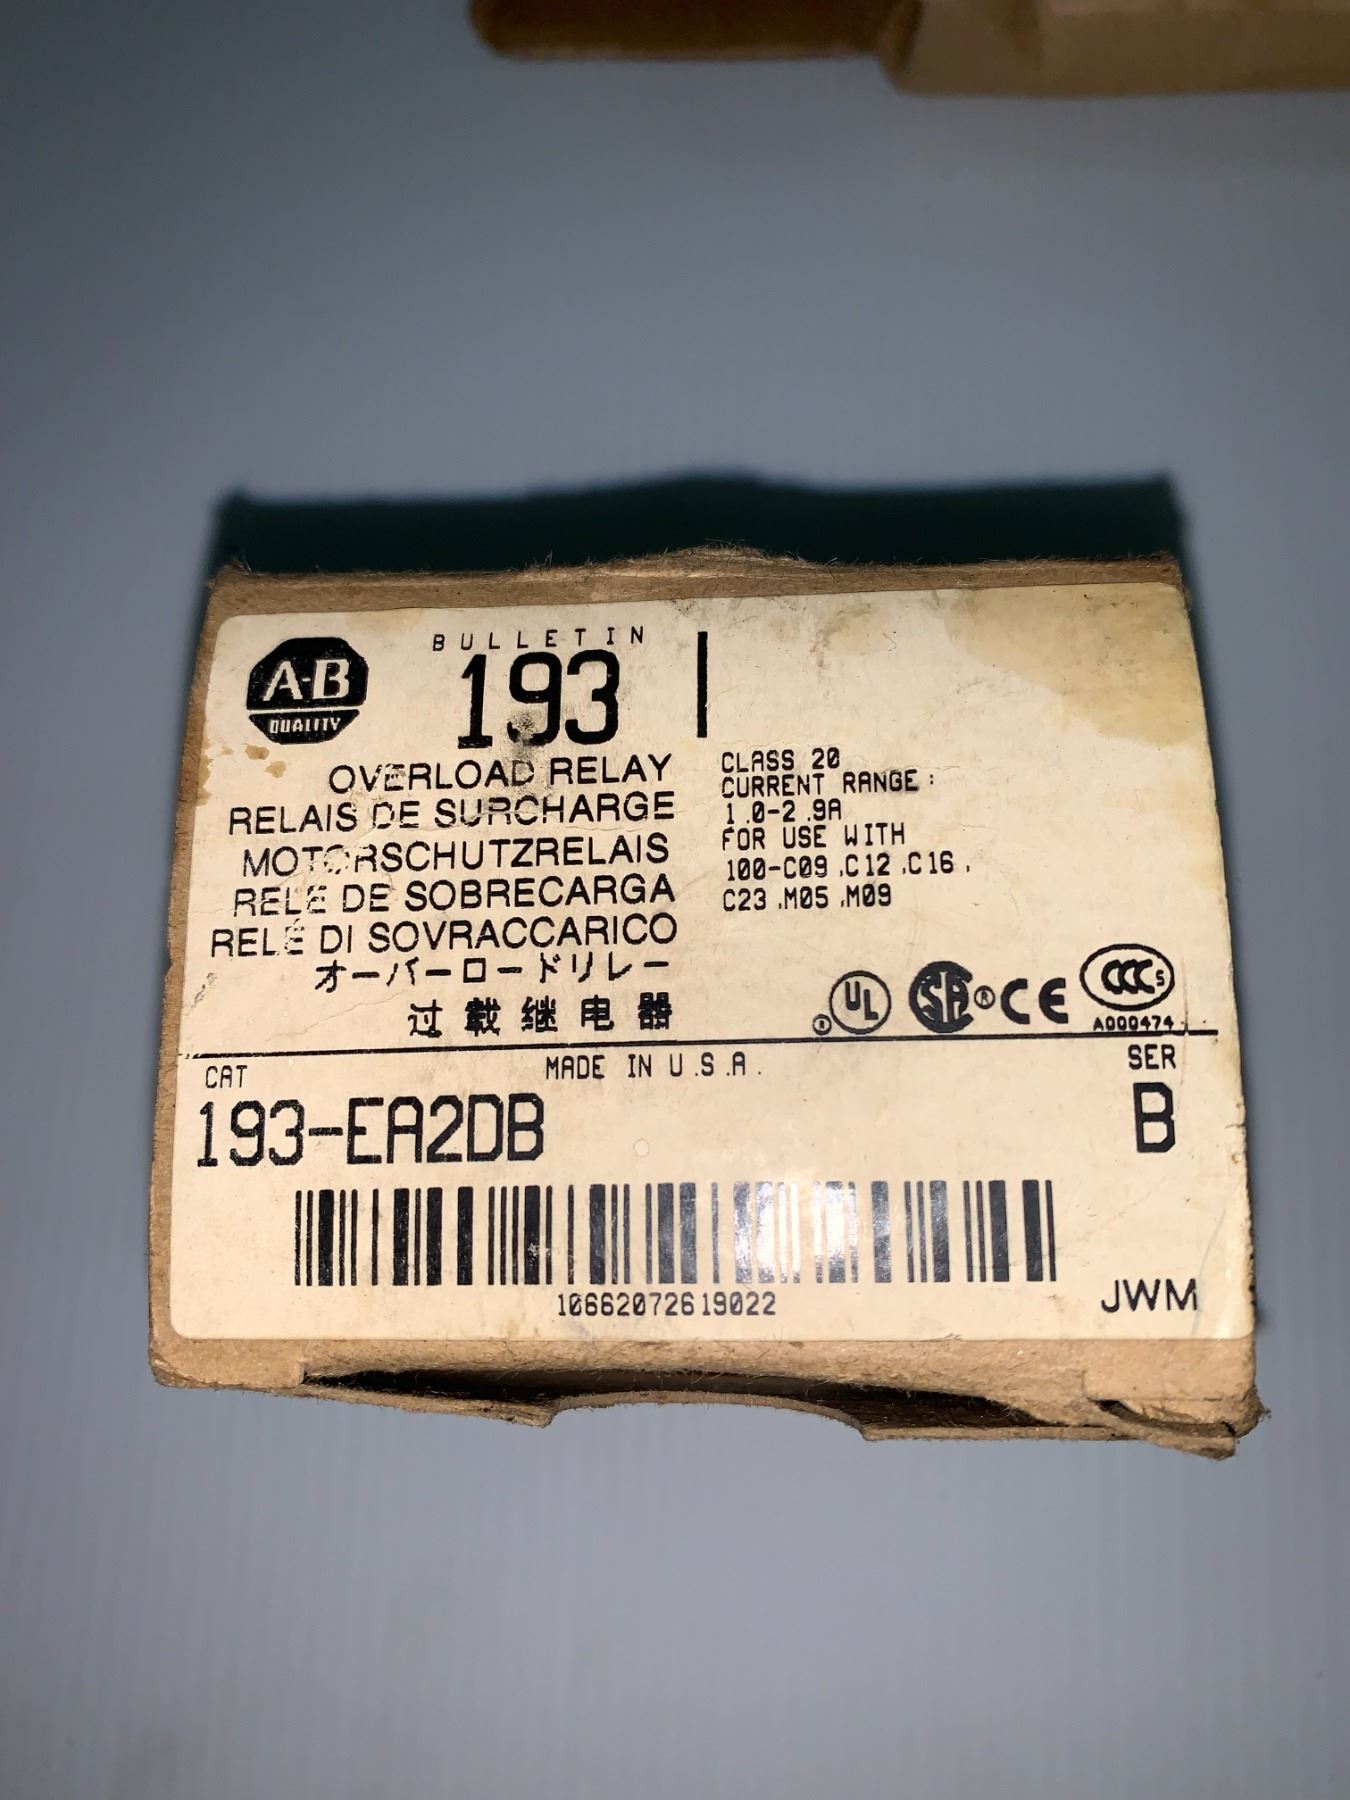 A-B
QUALITY
BULLETIN
193
OVERLOAD RELAY
RELAIS DE SURCHARGE
MOTORSCHUTZRELAIS
RELE DE SOBRECARGA
RELÉ DI SOVRACCARICO
オーバーロードリレー
过载继电器
CLASS 20
CURRENT RANGE:
1.0-2.9A
FOR USE WITH
100-C09,C12,C16,
C23,M05,M09
UL ® SA ® CE CCC S
A000474
MADE IN U.S.A.
CAT
193-EA2DB
SER
B
10662072619022
JWM